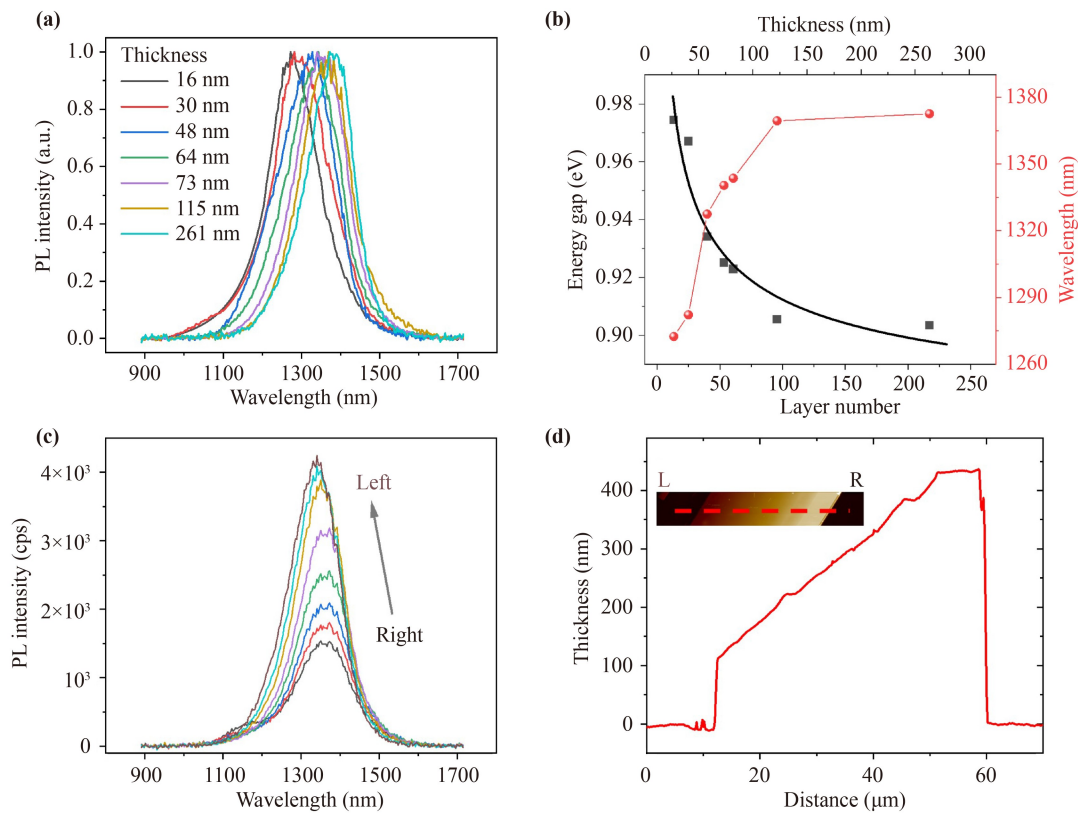 (a)
Thickness
16 nm
30 nm
48 nm
64 nm
73 nm
115 nm
261 nm
1.0
0.8
0.6
0.4
0.2
0.0
PL intensity (a.u.)
900 1100 1300 1500 1700
Wavelength (nm)
(b)
Thickness (nm)
0 50 100 150 200 250 300
0.98
0.96
0.94
0.92
0.90
Energy gap (eV)
1380
1350
1320
1290
1260
Wavelength (nm)
0 50 100 150 200 250
Layer number
(c)
4×10³
3×10³
2×10³
10³
0
PL intensity (cps)
Left
Right
900 1100 1300 1500 1700
Wavelength (nm)
(d)
L R
400
300
200
100
0
Thickness (nm)
0 20 40 60
Distance (μm)